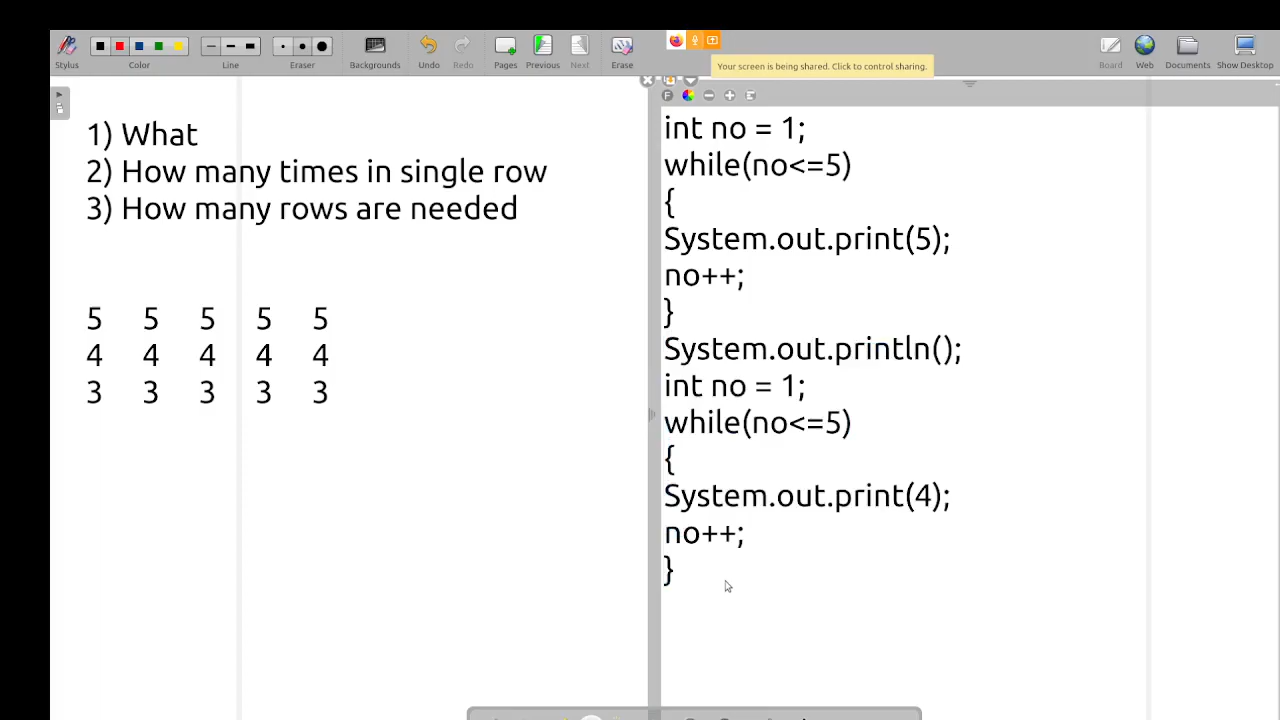 Stylus
Color
Line
Eraser
Backgrounds
Undo
Redo
Pages
Previous
Next
Erase
Board
Web
Documents
Show Desktop
Your screen is being shared. Click to control sharing.
F
1) What
2) How many times in single row
3) How many rows are needed
5 5 5 5 5
4 4 4 4 4
3 3 3 3 3
int no = 1;
while(no<=5)
{
System.out.print(5);
no++;
}
System.out.println();
int no = 1;
while(no<=5)
{
System.out.print(4);
no++;
}